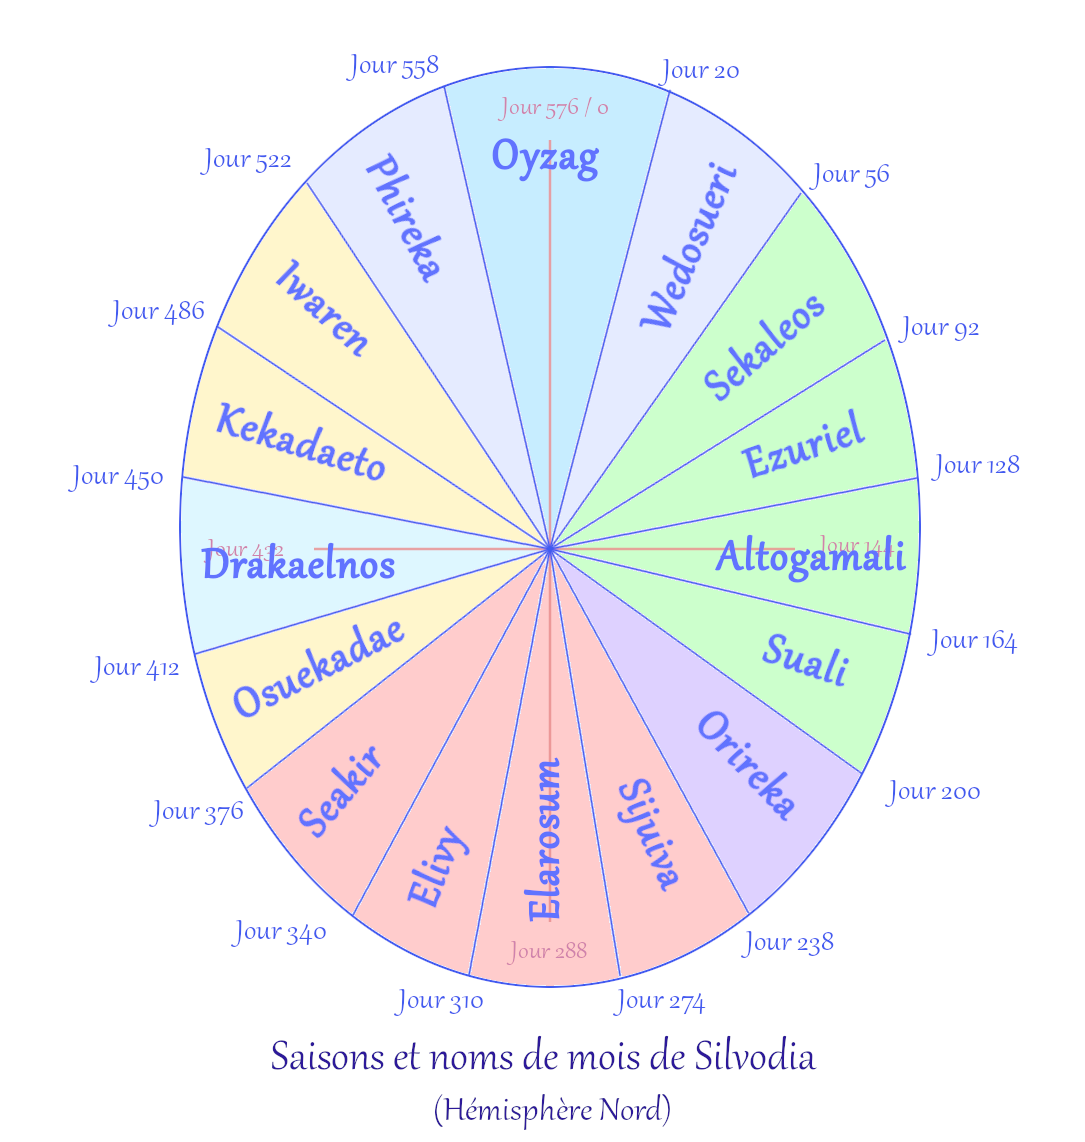 Jour 558
Jour 20
Jour 576 / 0
Oyzag
Jour 522
Phireka
Wedosueri
Jour 56
Iwaren
Sekaleos
Jour 486
Jour 92
Kekadaeto
Ezuriel
Jour 450
Jour 128
Jour 432
Drakaelnos
Jour 144
Altogamali
Jour 412
Osuekadae
Suali
Jour 164
Seakir
Orireka
Jour 376
Jour 200
Elivy
Elarosum
Sijuiva
Jour 340
Jour 288
Jour 238
Jour 310
Jour 274
Saisons et noms de mois de Silvodia
(Hémisphère Nord)